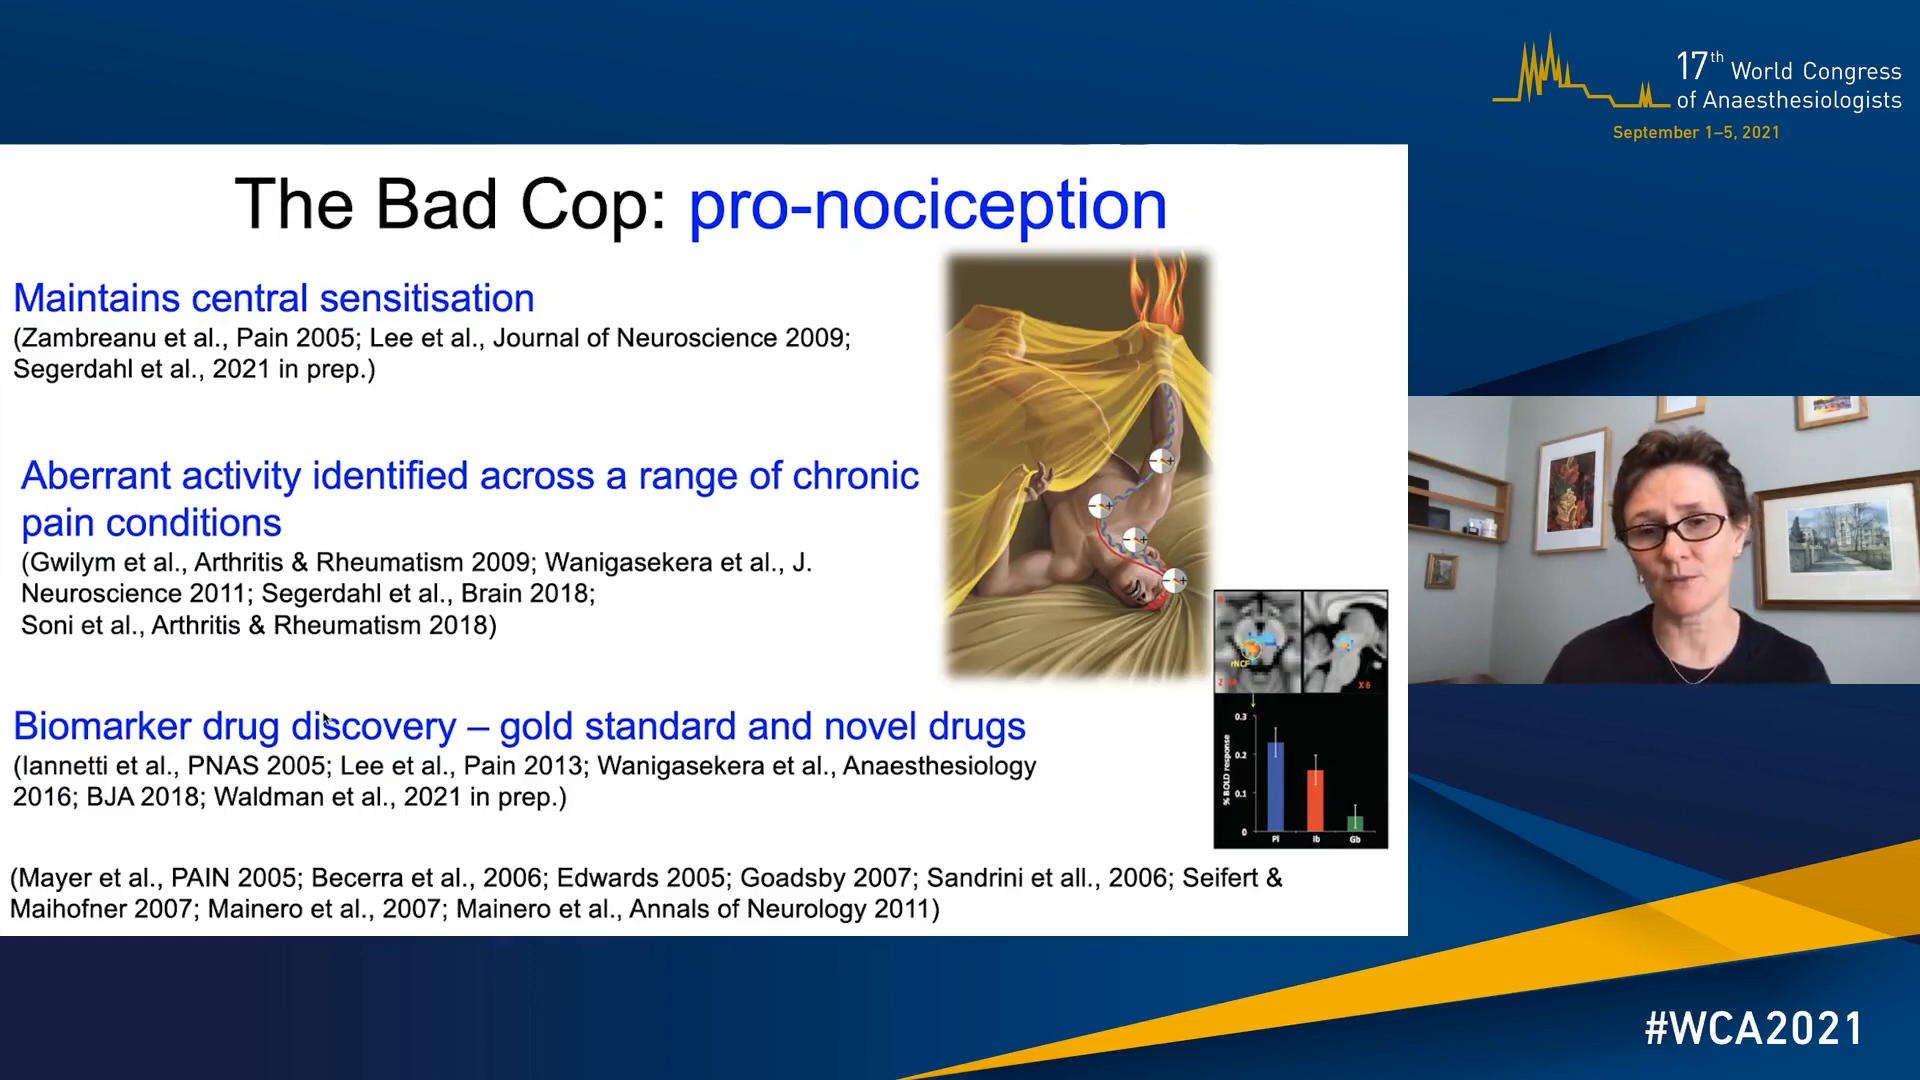 17th World Congress
of Anaesthesiologists
September 1–5, 2021
The Bad Cop: pro-nociception
Maintains central sensitisation
(Zambreanu et al., Pain 2005; Lee et al., Journal of Neuroscience 2009;
Segerdahl et al., 2021 in prep.)
Aberrant activity identified across a range of chronic
pain conditions
(Gwilym et al., Arthritis & Rheumatism 2009; Wanigasekera et al., J.
Neuroscience 2011; Segerdahl et al., Brain 2018;
Soni et al., Arthritis & Rheumatism 2018)
Biomarker drug discovery – gold standard and novel drugs
(Iannetti et al., PNAS 2005; Lee et al., Pain 2013; Wanigasekera et al., Anaesthesiology
2016; BJA 2018; Waldman et al., 2021 in prep.)
(Mayer et al., PAIN 2005; Becerra et al., 2006; Edwards 2005; Goadsby 2007; Sandrini et all., 2006; Seifert &
Maihofner 2007; Mainero et al., 2007; Mainero et al., Annals of Neurology 2011)
- +
- +
- +
- +
rNCF
X 6
% BOLD response
0.3
0.2
0.1
0
Pl Ib Gb
#WCA2021